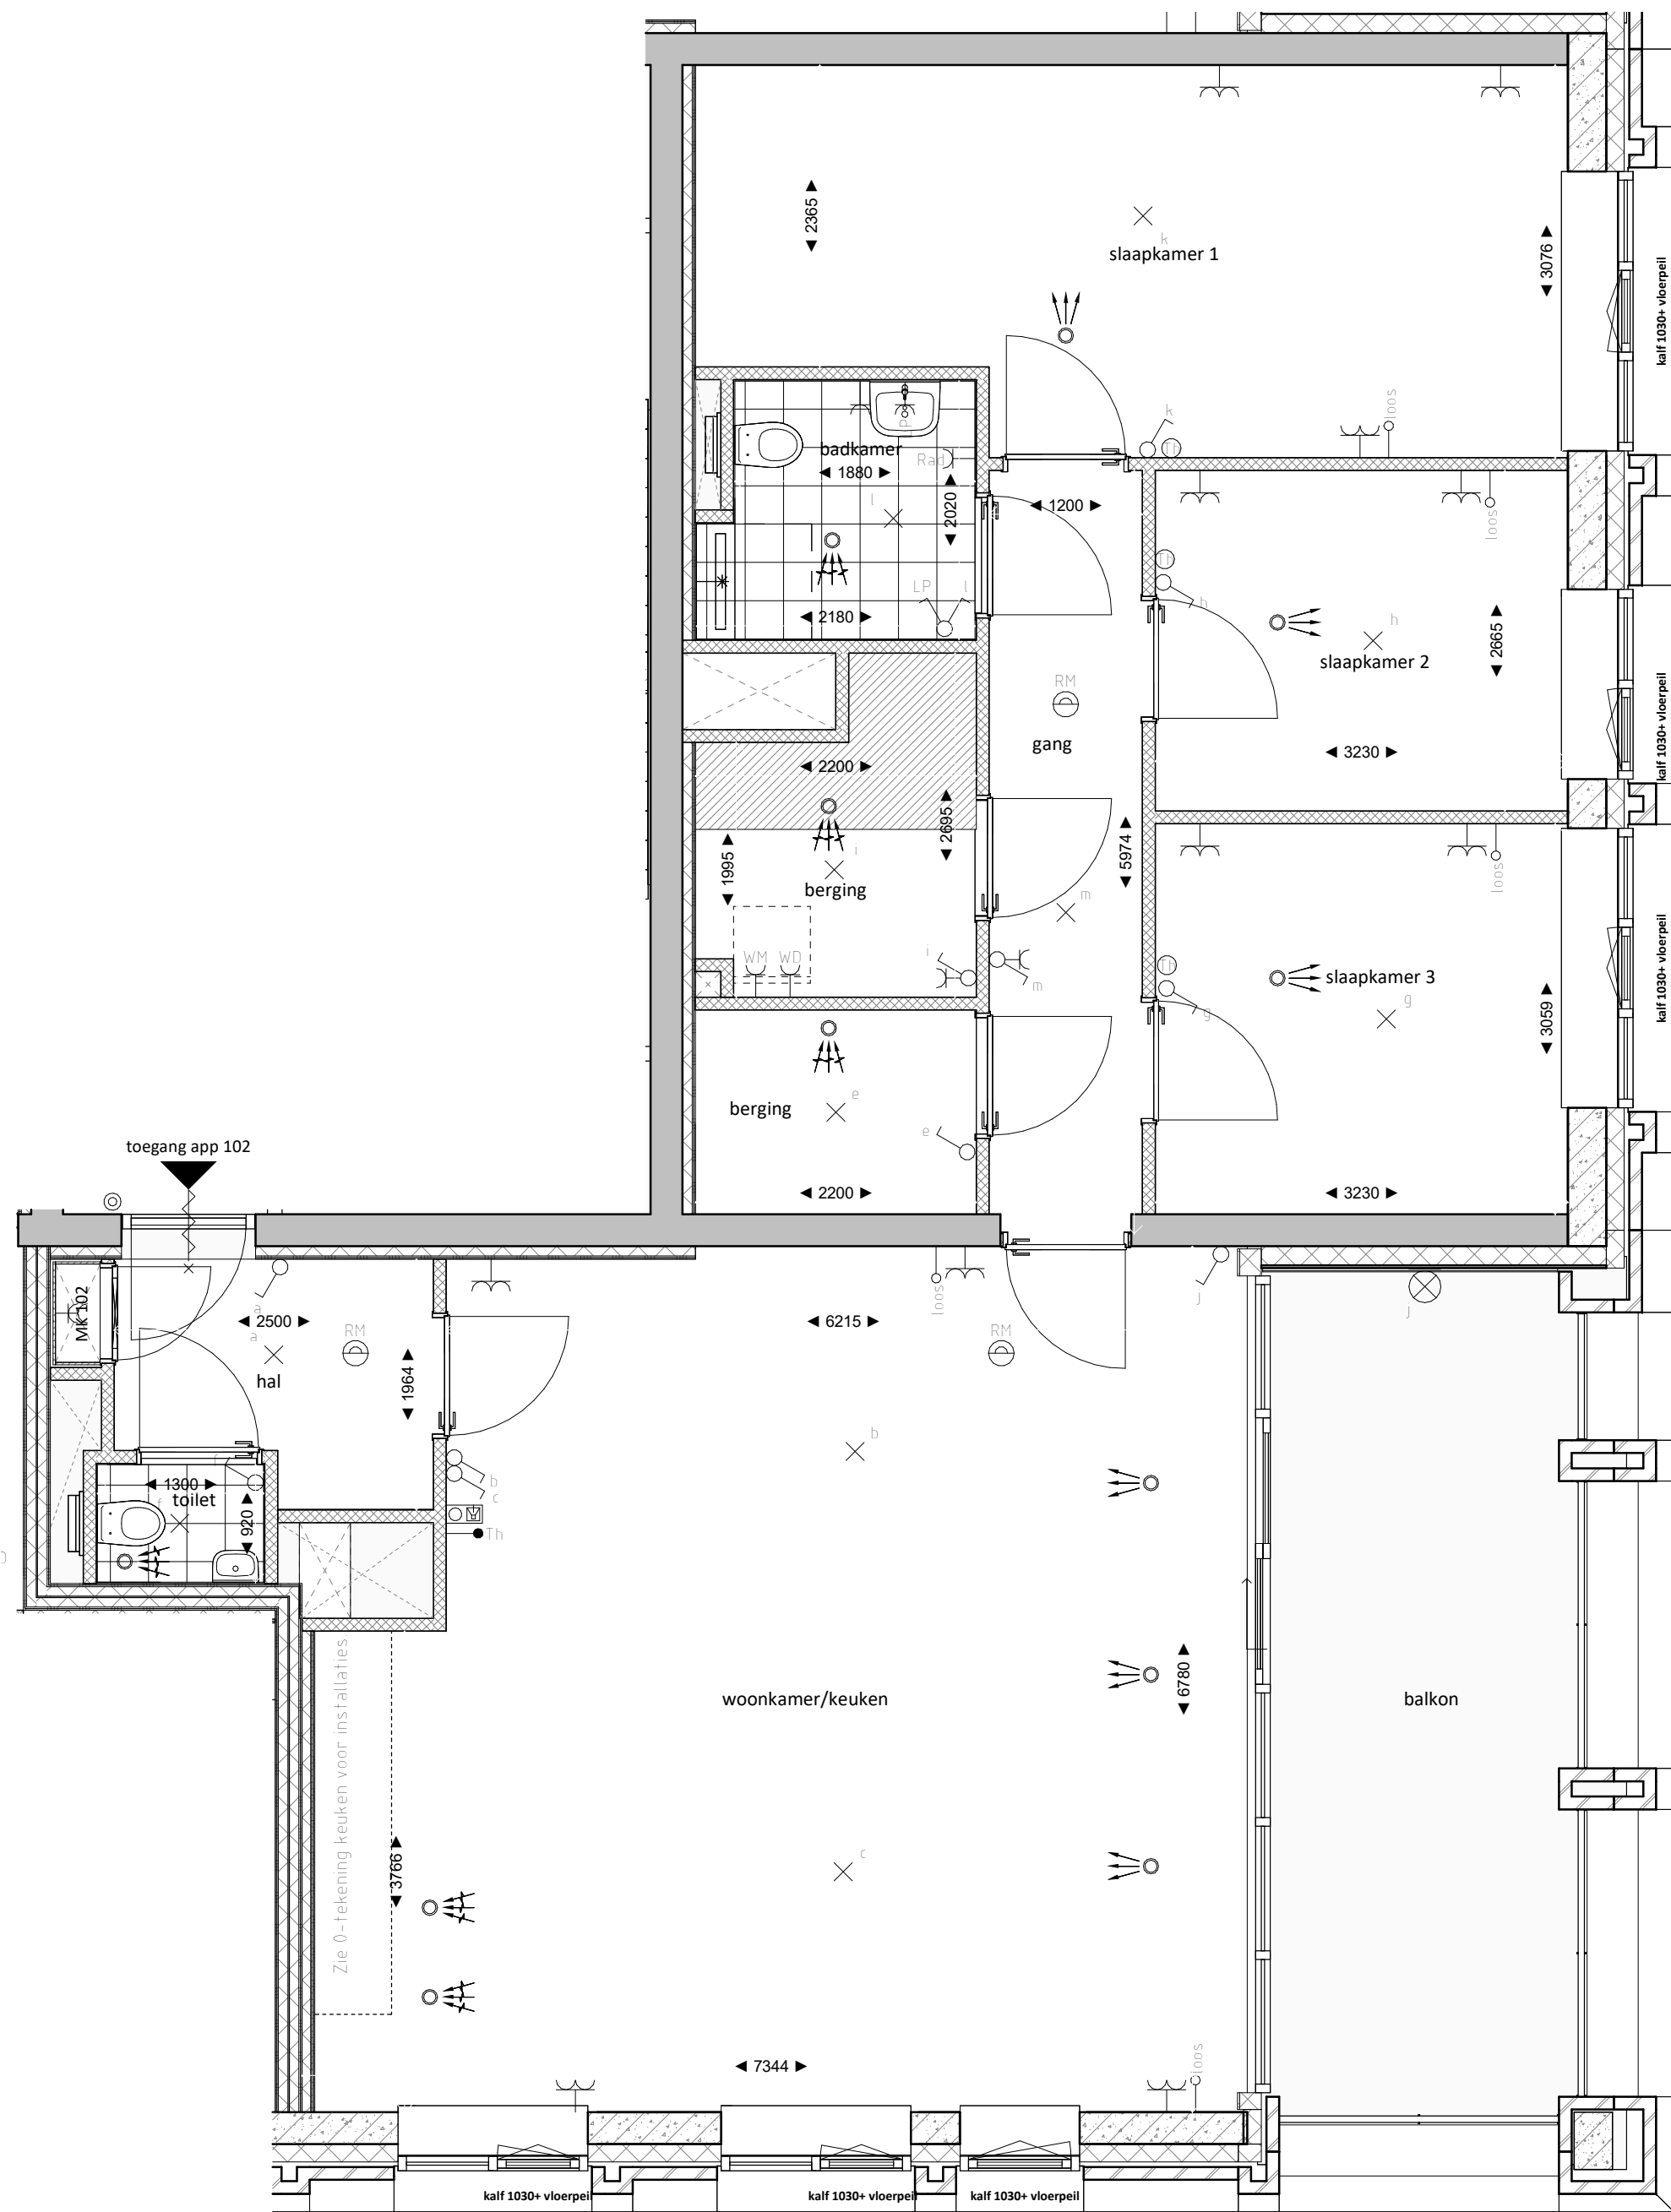 2365
k
slaapkamer 1
3076
kalf 1030+ vloerpeil
k
Th
loos
badkamer
1880
Rad
2020
1200
l
LP
l
2180
loos
Th
h
h
slaapkamer 2
2665
kalf 1030+ vloerpeil
RM
gang
2200
3230
2695
5974
1995
i
berging
m
loos
WM
WD
i
m
Th
g
slaapkamer 3
g
3059
kalf 1030+ vloerpeil
e
berging
e
2200
3230
toegang app 102
MK 102
a
2500
a
RM
hal
1964
loos
6215
RM
j
j
b
1300
toilet
f
920
b
c
Th
Zie 0-tekening keuken voor installaties
woonkamer/keuken
6780
balkon
3766
c
7344
loos
kalf 1030+ vloerpeil
kalf 1030+ vloerpeil
kalf 1030+ vloerpeil